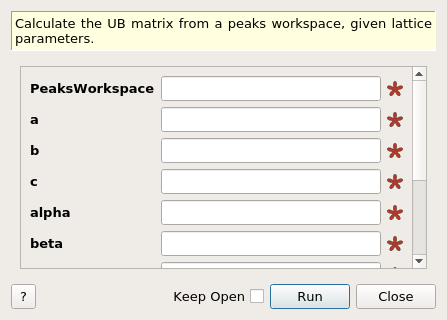 Calculate the UB matrix from a peaks workspace, given lattice
parameters.
PeaksWorkspace
a
b
c
alpha
beta
? Keep Open Run Close